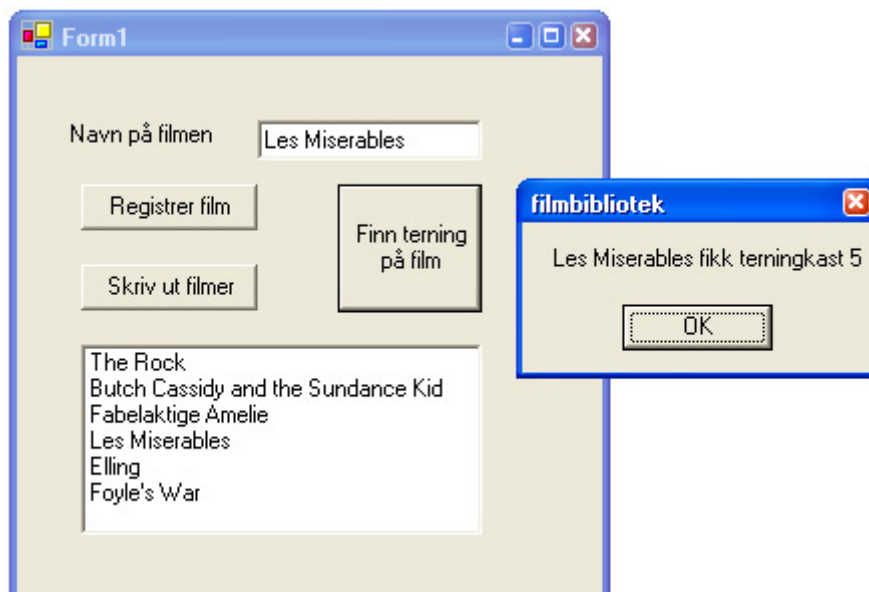 Form1
Navn på filmen
Les Miserables
Registrer film
Finn terning
på film
Skriv ut filmer
The Rock
Butch Cassidy and the Sundance Kid
Fabelaktige Amelie
Les Miserables
Elling
Foyle's War
filmbibliotek
Les Miserables fikk terningkast 5
OK